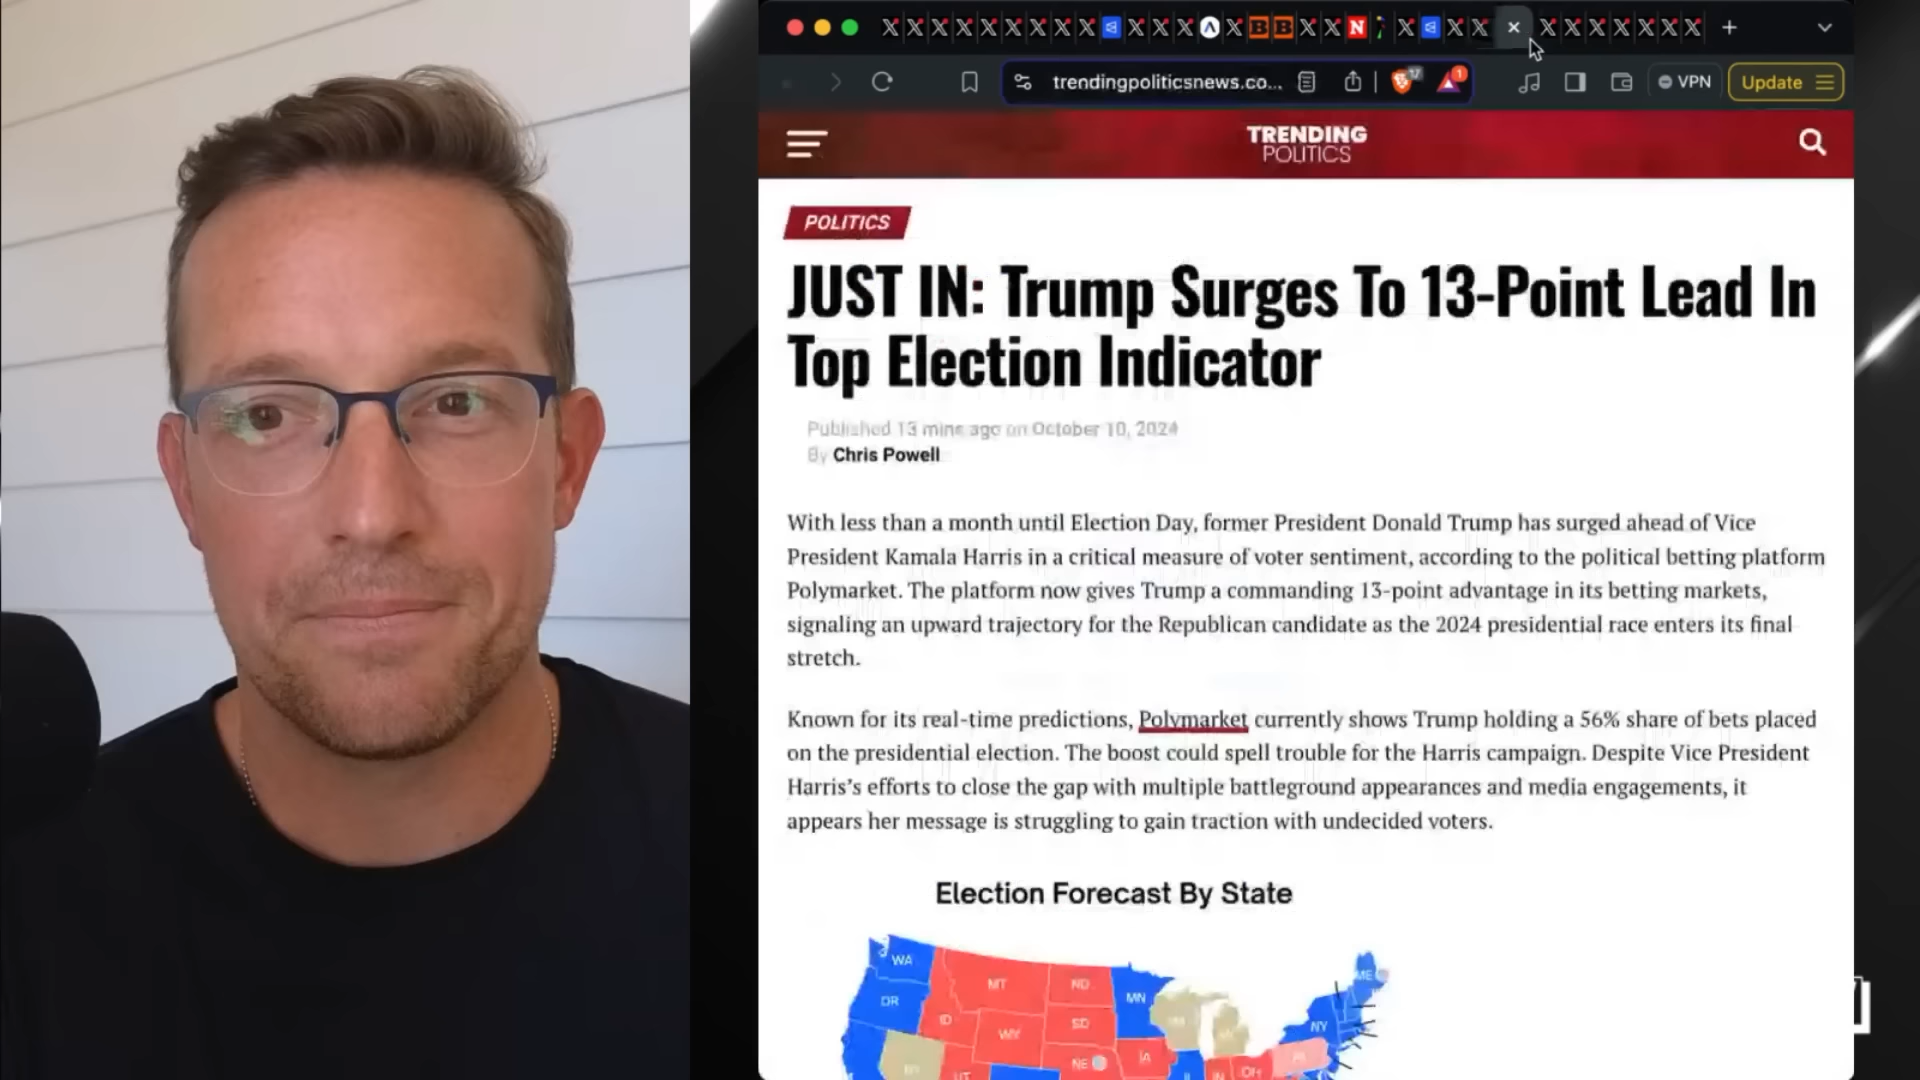 trendingpoliticsnews.co...
17
1
VPN
Update
TRENDING
POLITICS
POLITICS
JUST IN: Trump Surges To 13-Point Lead In
Top Election Indicator
Published 13 mins ago on October 10, 2024
By Chris Powell
With less than a month until Election Day, former President Donald Trump has surged ahead of Vice
President Kamala Harris in a critical measure of voter sentiment, according to the political betting platform
Polymarket. The platform now gives Trump a commanding 13-point advantage in its betting markets,
signaling an upward trajectory for the Republican candidate as the 2024 presidential race enters its final
stretch.
Known for its real-time predictions, Polymarket currently shows Trump holding a 56% share of bets placed
on the presidential election. The boost could spell trouble for the Harris campaign. Despite Vice President
Harris's efforts to close the gap with multiple battleground appearances and media engagements, it
appears her message is struggling to gain traction with undecided voters.
Election Forecast By State
WA
MT
ND
MN
ME
OR
ID
WY
SD
NY
NE
IA
UT
IN
OH